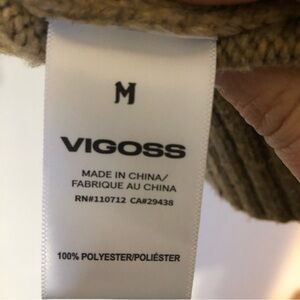 M
VIGOSS
MADE IN CHINA/
FABRIQUE AU CHINA
RN#110712 CA#29438
100% POLYESTER/POLIÉSTER